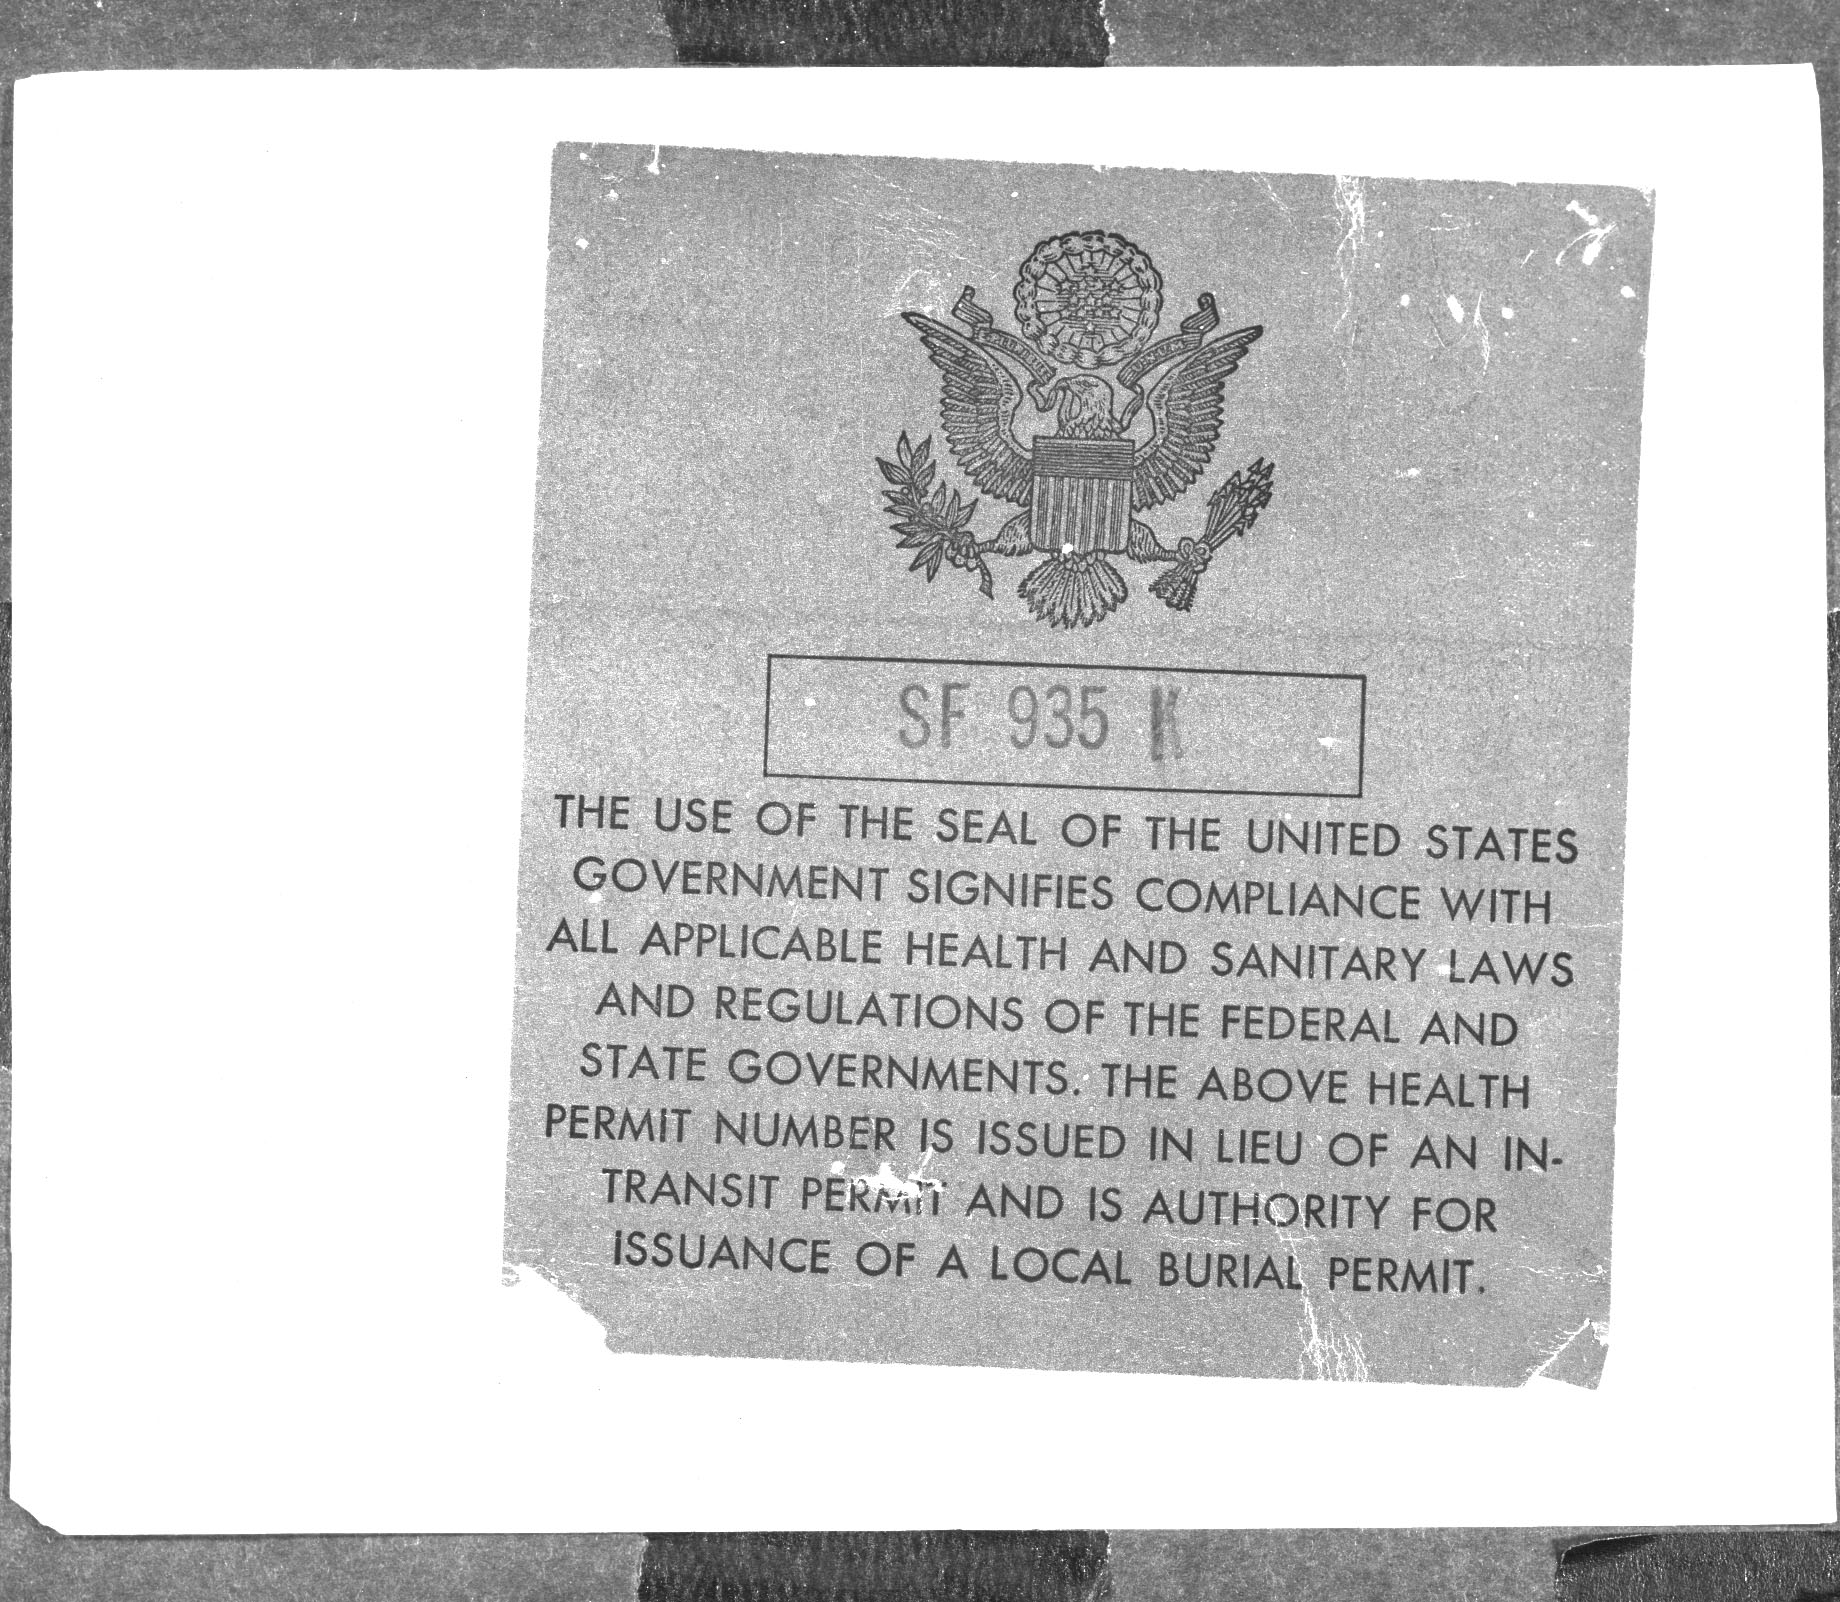 SF 935 K
THE USE OF THE SEAL OF THE UNITED STATES
GOVERNMENT SIGNIFIES COMPLIANCE WITH
ALL APPLICABLE HEALTH AND SANITARY LAWS
AND REGULATIONS OF THE FEDERAL AND
STATE GOVERNMENTS. THE ABOVE HEALTH
PERMIT NUMBER IS ISSUED IN LIEU OF AN IN-
TRANSIT PERMIT AND IS AUTHORITY FOR
ISSUANCE OF A LOCAL BURIAL PERMIT.